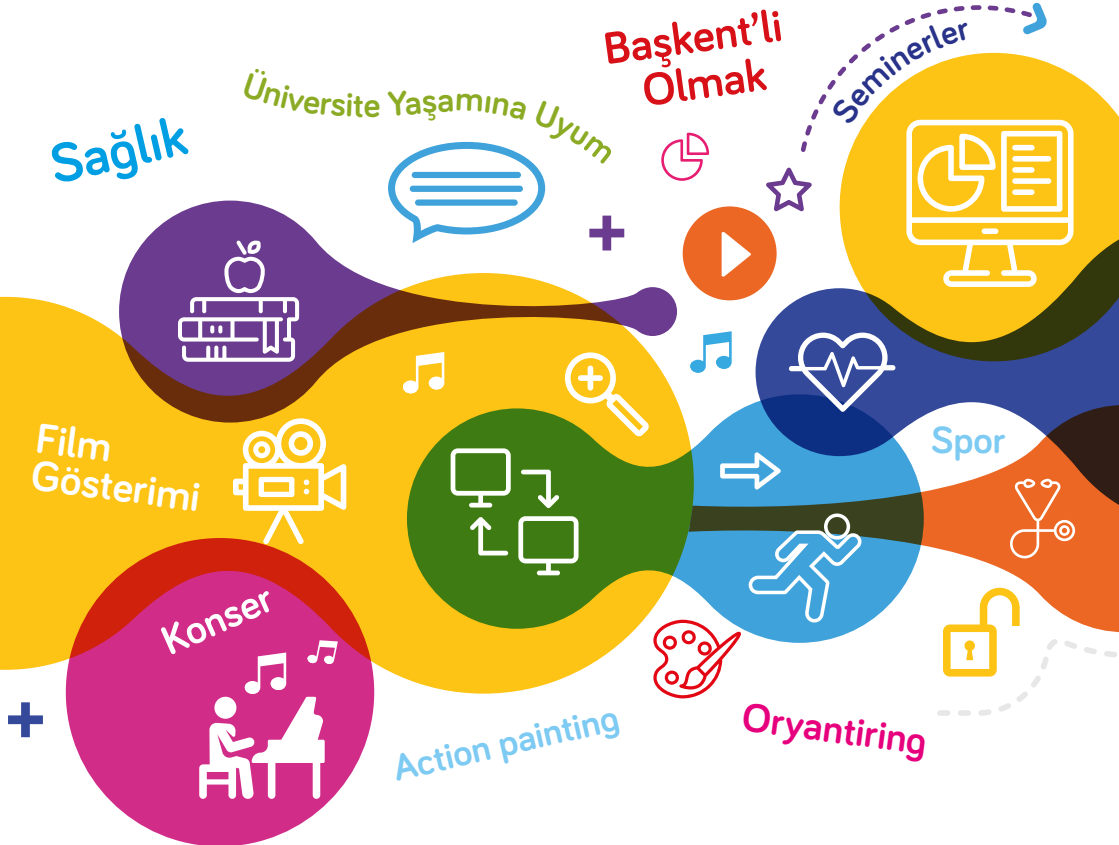 Başkent'li
Olmak
Seminerler
Üniversite Yaşamına Uyum
Sağlık
Film
Gösterimi
Spor
Konser
Action painting
Oryantiring